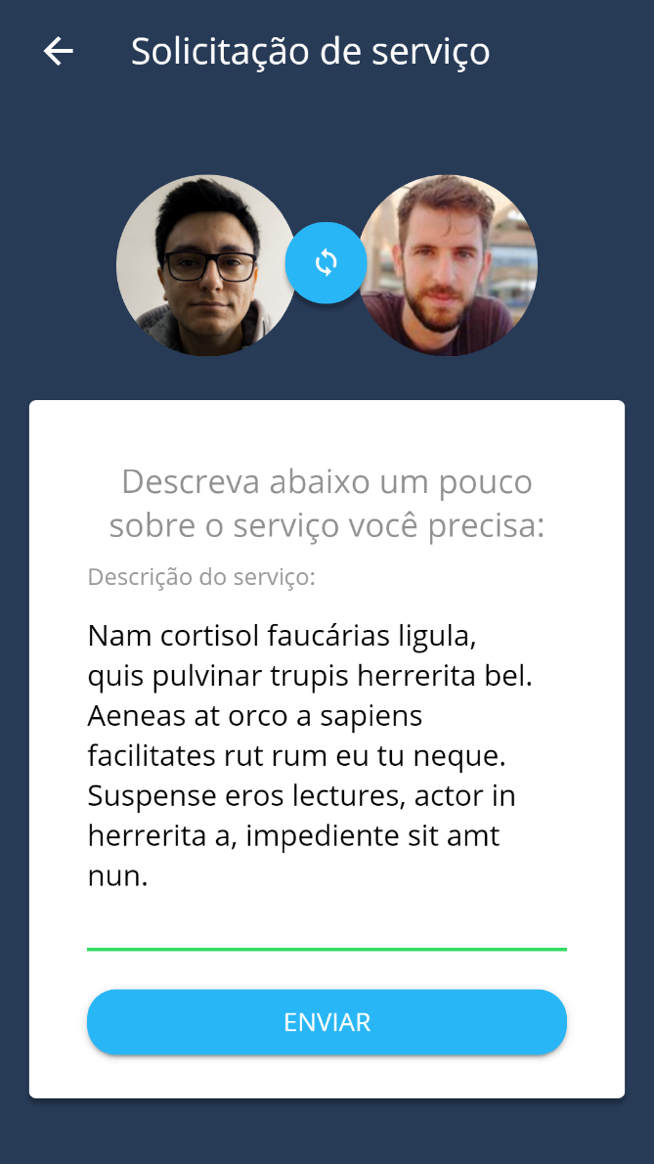 Solicitação de serviço
Descreva abaixo um pouco
sobre o serviço você precisa:
Descrição do serviço:
Nam cortisol faucárias ligula,
quis pulvinar trupis herrerita bel.
Aeneas at orco a sapiens
facilitates rut rum eu tu neque.
Suspense eros lectures, actor in
herrerita a, impediente sit amt
nun.
ENVIAR